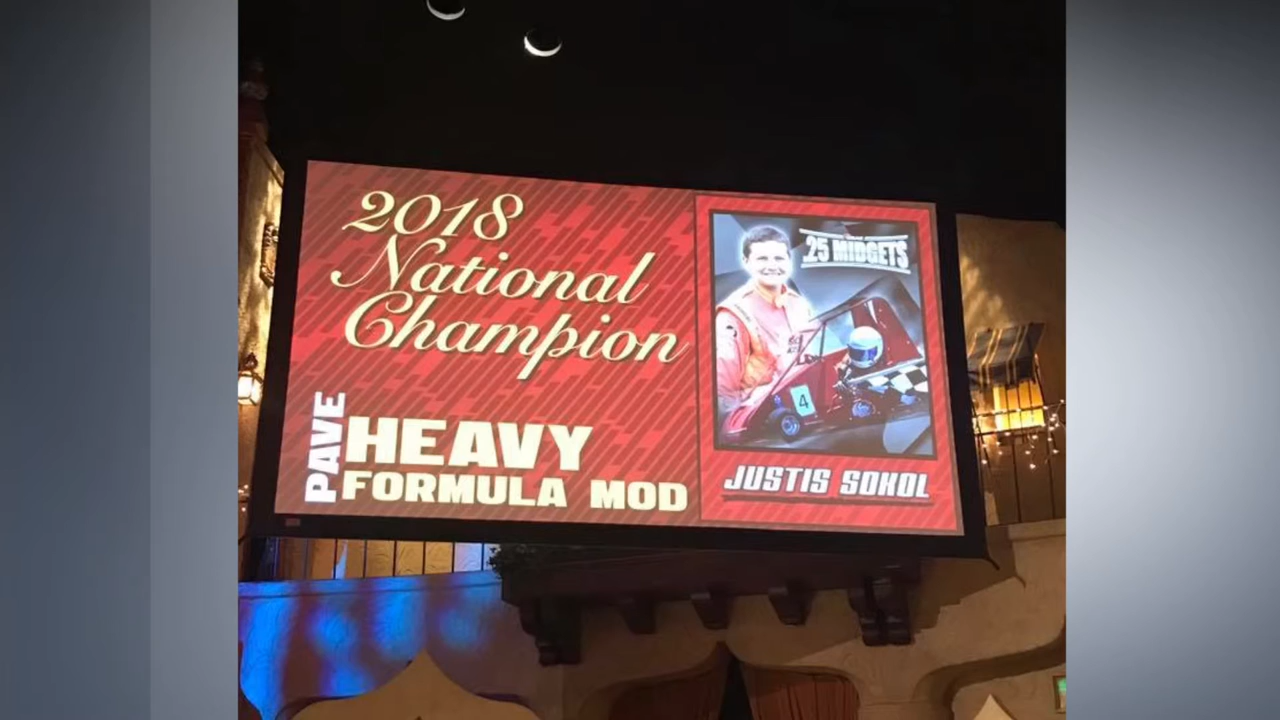 2018
National
Champion
PAVE
HEAVY
FORMULA MOD
.25 MIDGETS
4
JUSTIS SOKOL